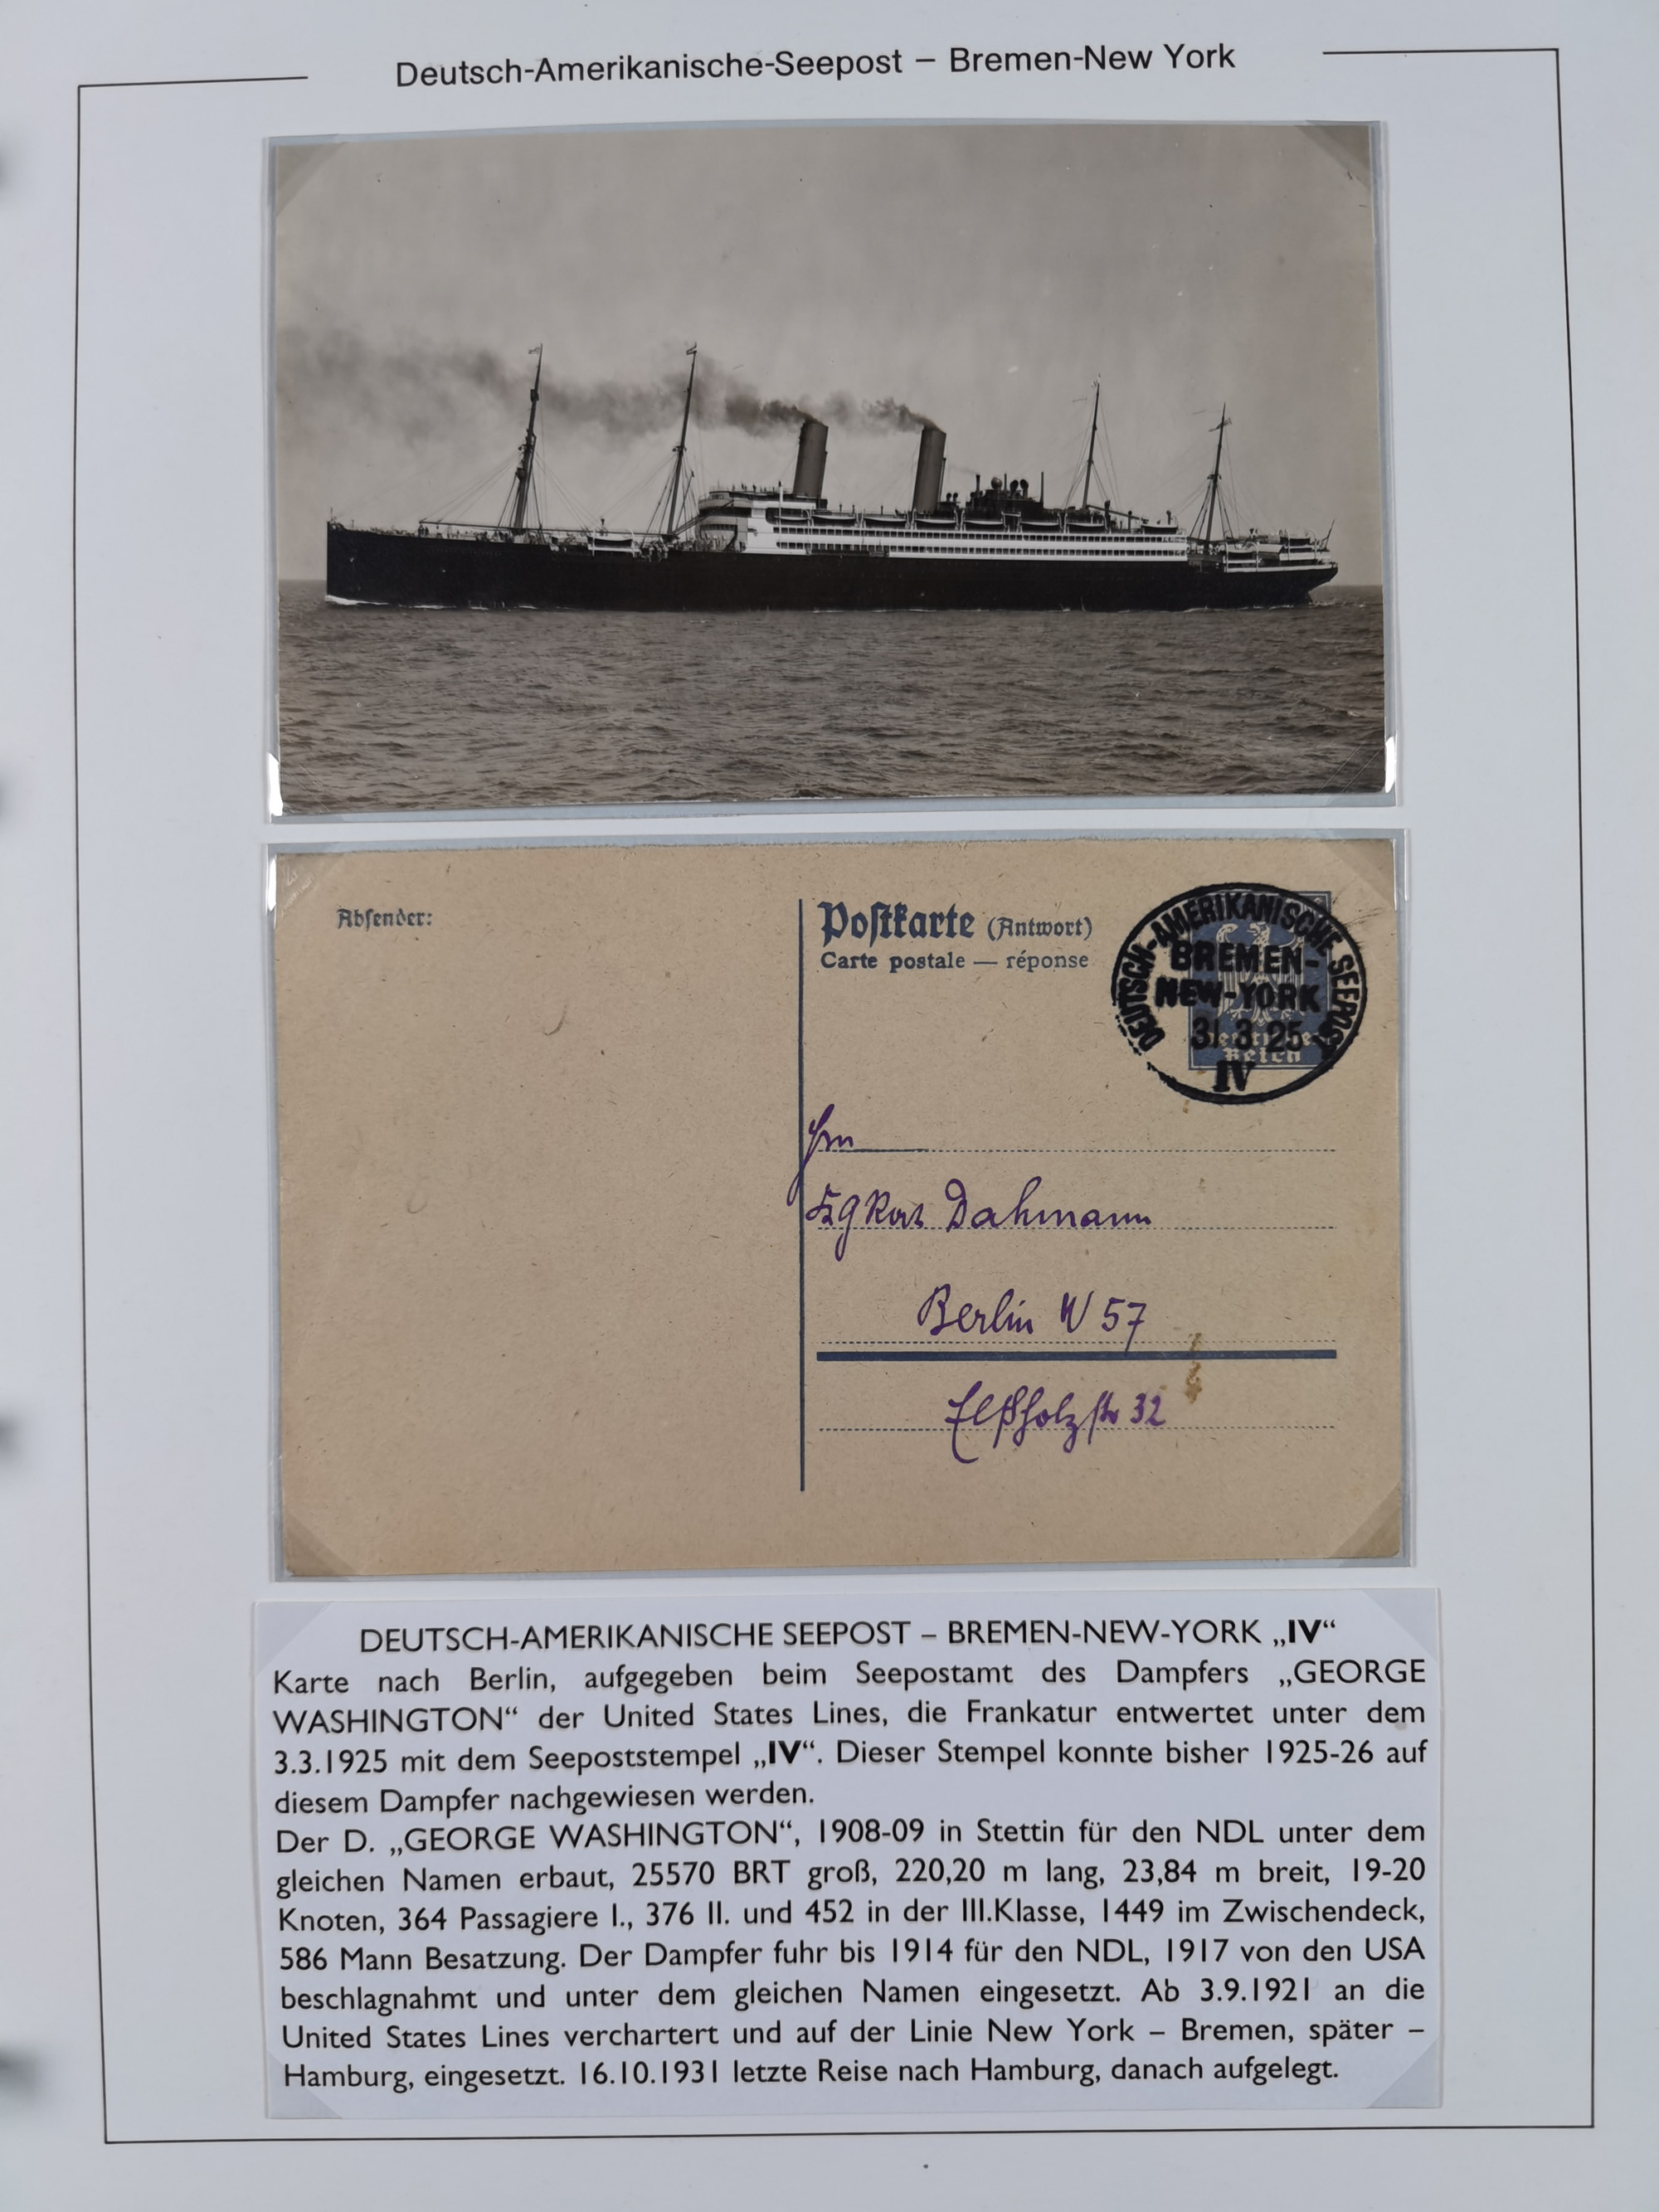 Deutsch-Amerikanische-Seepost – Bremen-New York
Absender:
Postkarte (Antwort)
Carte postale — réponse
DEUTSCH-AMERIKANISCHE SEEPOST
BREMEN-
NEW-YORK
31.3.25
IV
Deutsches
Reich
Hrn
Dahmann
Berlin W 57
Elßholzstr 32
DEUTSCH-AMERIKANISCHE SEEPOST – BREMEN-NEW-YORK „IV“
Karte nach Berlin, aufgegeben beim Seepostamt des Dampfers „GEORGE
WASHINGTON“ der United States Lines, die Frankatur entwertet unter dem
3.3.1925 mit dem Seepoststempel „IV“. Dieser Stempel konnte bisher 1925-26 auf
diesem Dampfer nachgewiesen werden.
Der D. „GEORGE WASHINGTON“, 1908-09 in Stettin für den NDL unter dem
gleichen Namen erbaut, 25570 BRT groß, 220,20 m lang, 23,84 m breit, 19-20
Knoten, 364 Passagiere I., 376 II. und 452 in der III.Klasse, 1449 im Zwischendeck,
586 Mann Besatzung. Der Dampfer fuhr bis 1914 für den NDL, 1917 von den USA
beschlagnahmt und unter dem gleichen Namen eingesetzt. Ab 3.9.1921 an die
United States Lines verchartert und auf der Linie New York – Bremen, später –
Hamburg, eingesetzt. 16.10.1931 letzte Reise nach Hamburg, danach aufgelegt.